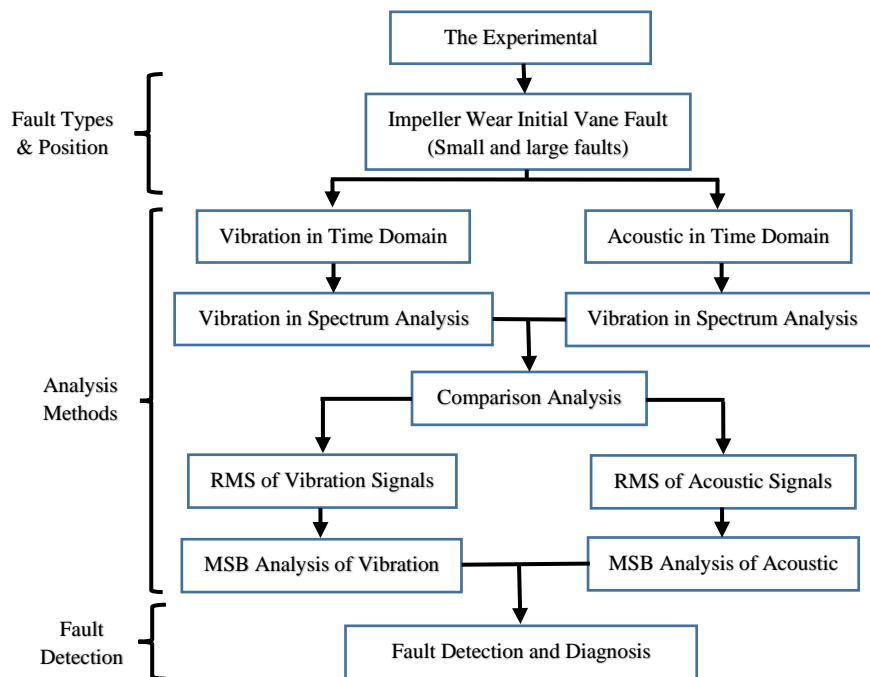 The Experimental
Fault Types
& Position
Impeller Wear Initial Vane Fault
(Small and large faults)
Vibration in Time Domain
Acoustic in Time Domain
Vibration in Spectrum Analysis
Vibration in Spectrum Analysis
Analysis
Methods
Comparison Analysis
RMS of Vibration Signals
RMS of Acoustic Signals
MSB Analysis of Vibration
MSB Analysis of Acoustic
Fault
Detection
Fault Detection and Diagnosis